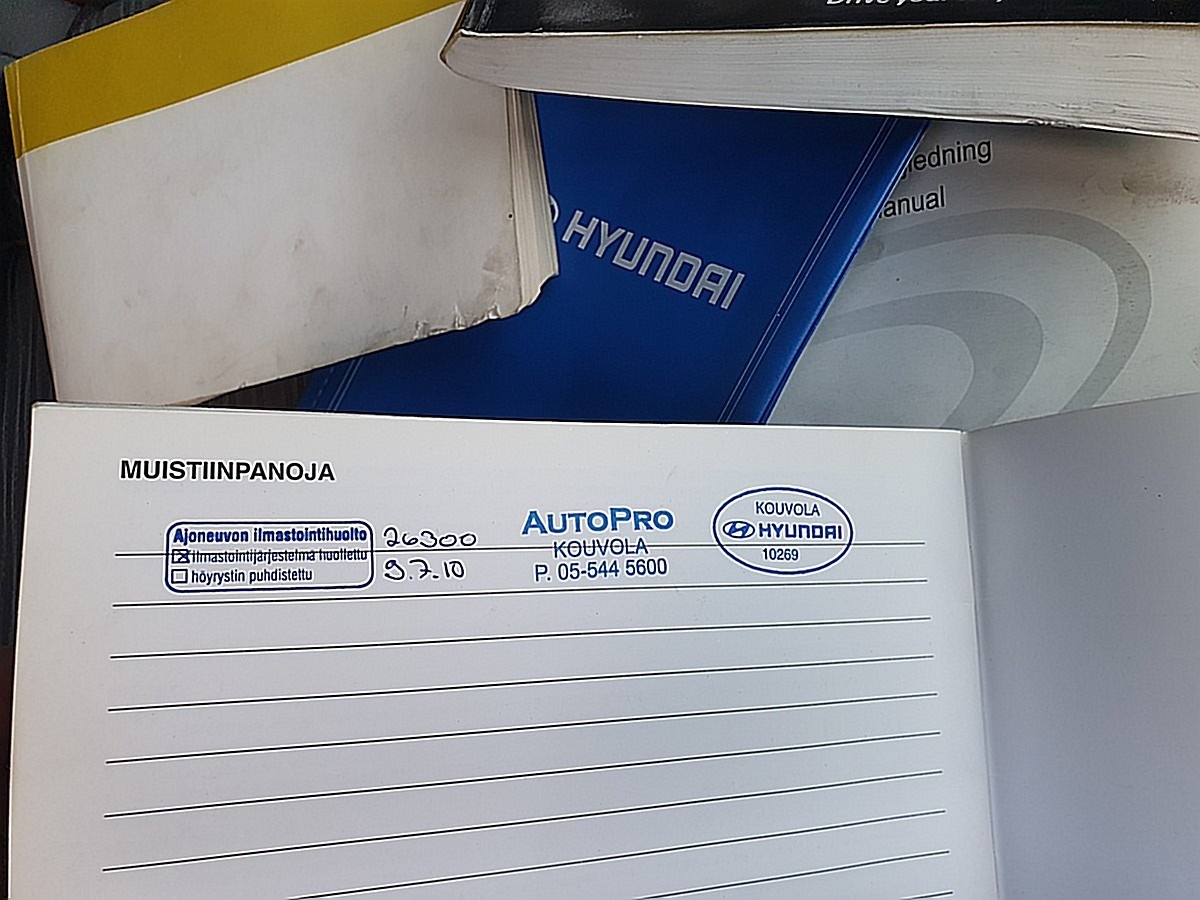 HYUNDAI
anual
MUISTIINPANOJA
Ajoneuvon ilmastointihuolto
ilmastointijärjestelmä huollettu
höyrystin puhdistettu
26300
9.7.10
AUTOPRO
KOUVOLA
P. 05-544 5600
KOUVOLA
HYUNDAI
10269